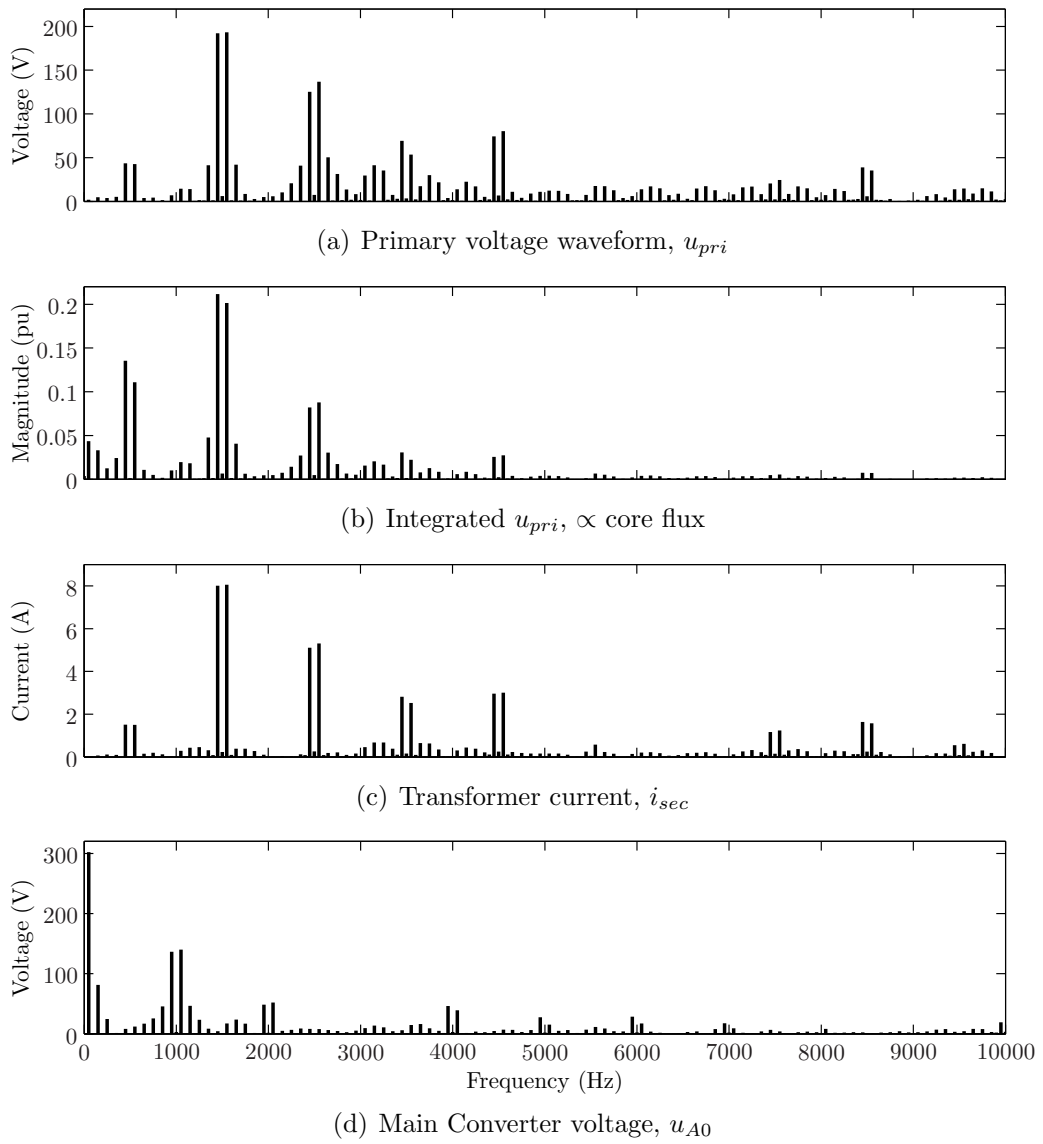 200
150
100
50
0
Voltage (V)
(a) Primary voltage waveform, u_pri
0.2
0.15
0.1
0.05
0
Magnitude (pu)
(b) Integrated u_pri, ∝ core flux
8
6
4
2
0
Current (A)
(c) Transformer current, i_sec
300
200
100
0
Voltage (V)
0 1000 2000 3000 4000 5000 6000 7000 8000 9000 10000
Frequency (Hz)
(d) Main Converter voltage, u_A0